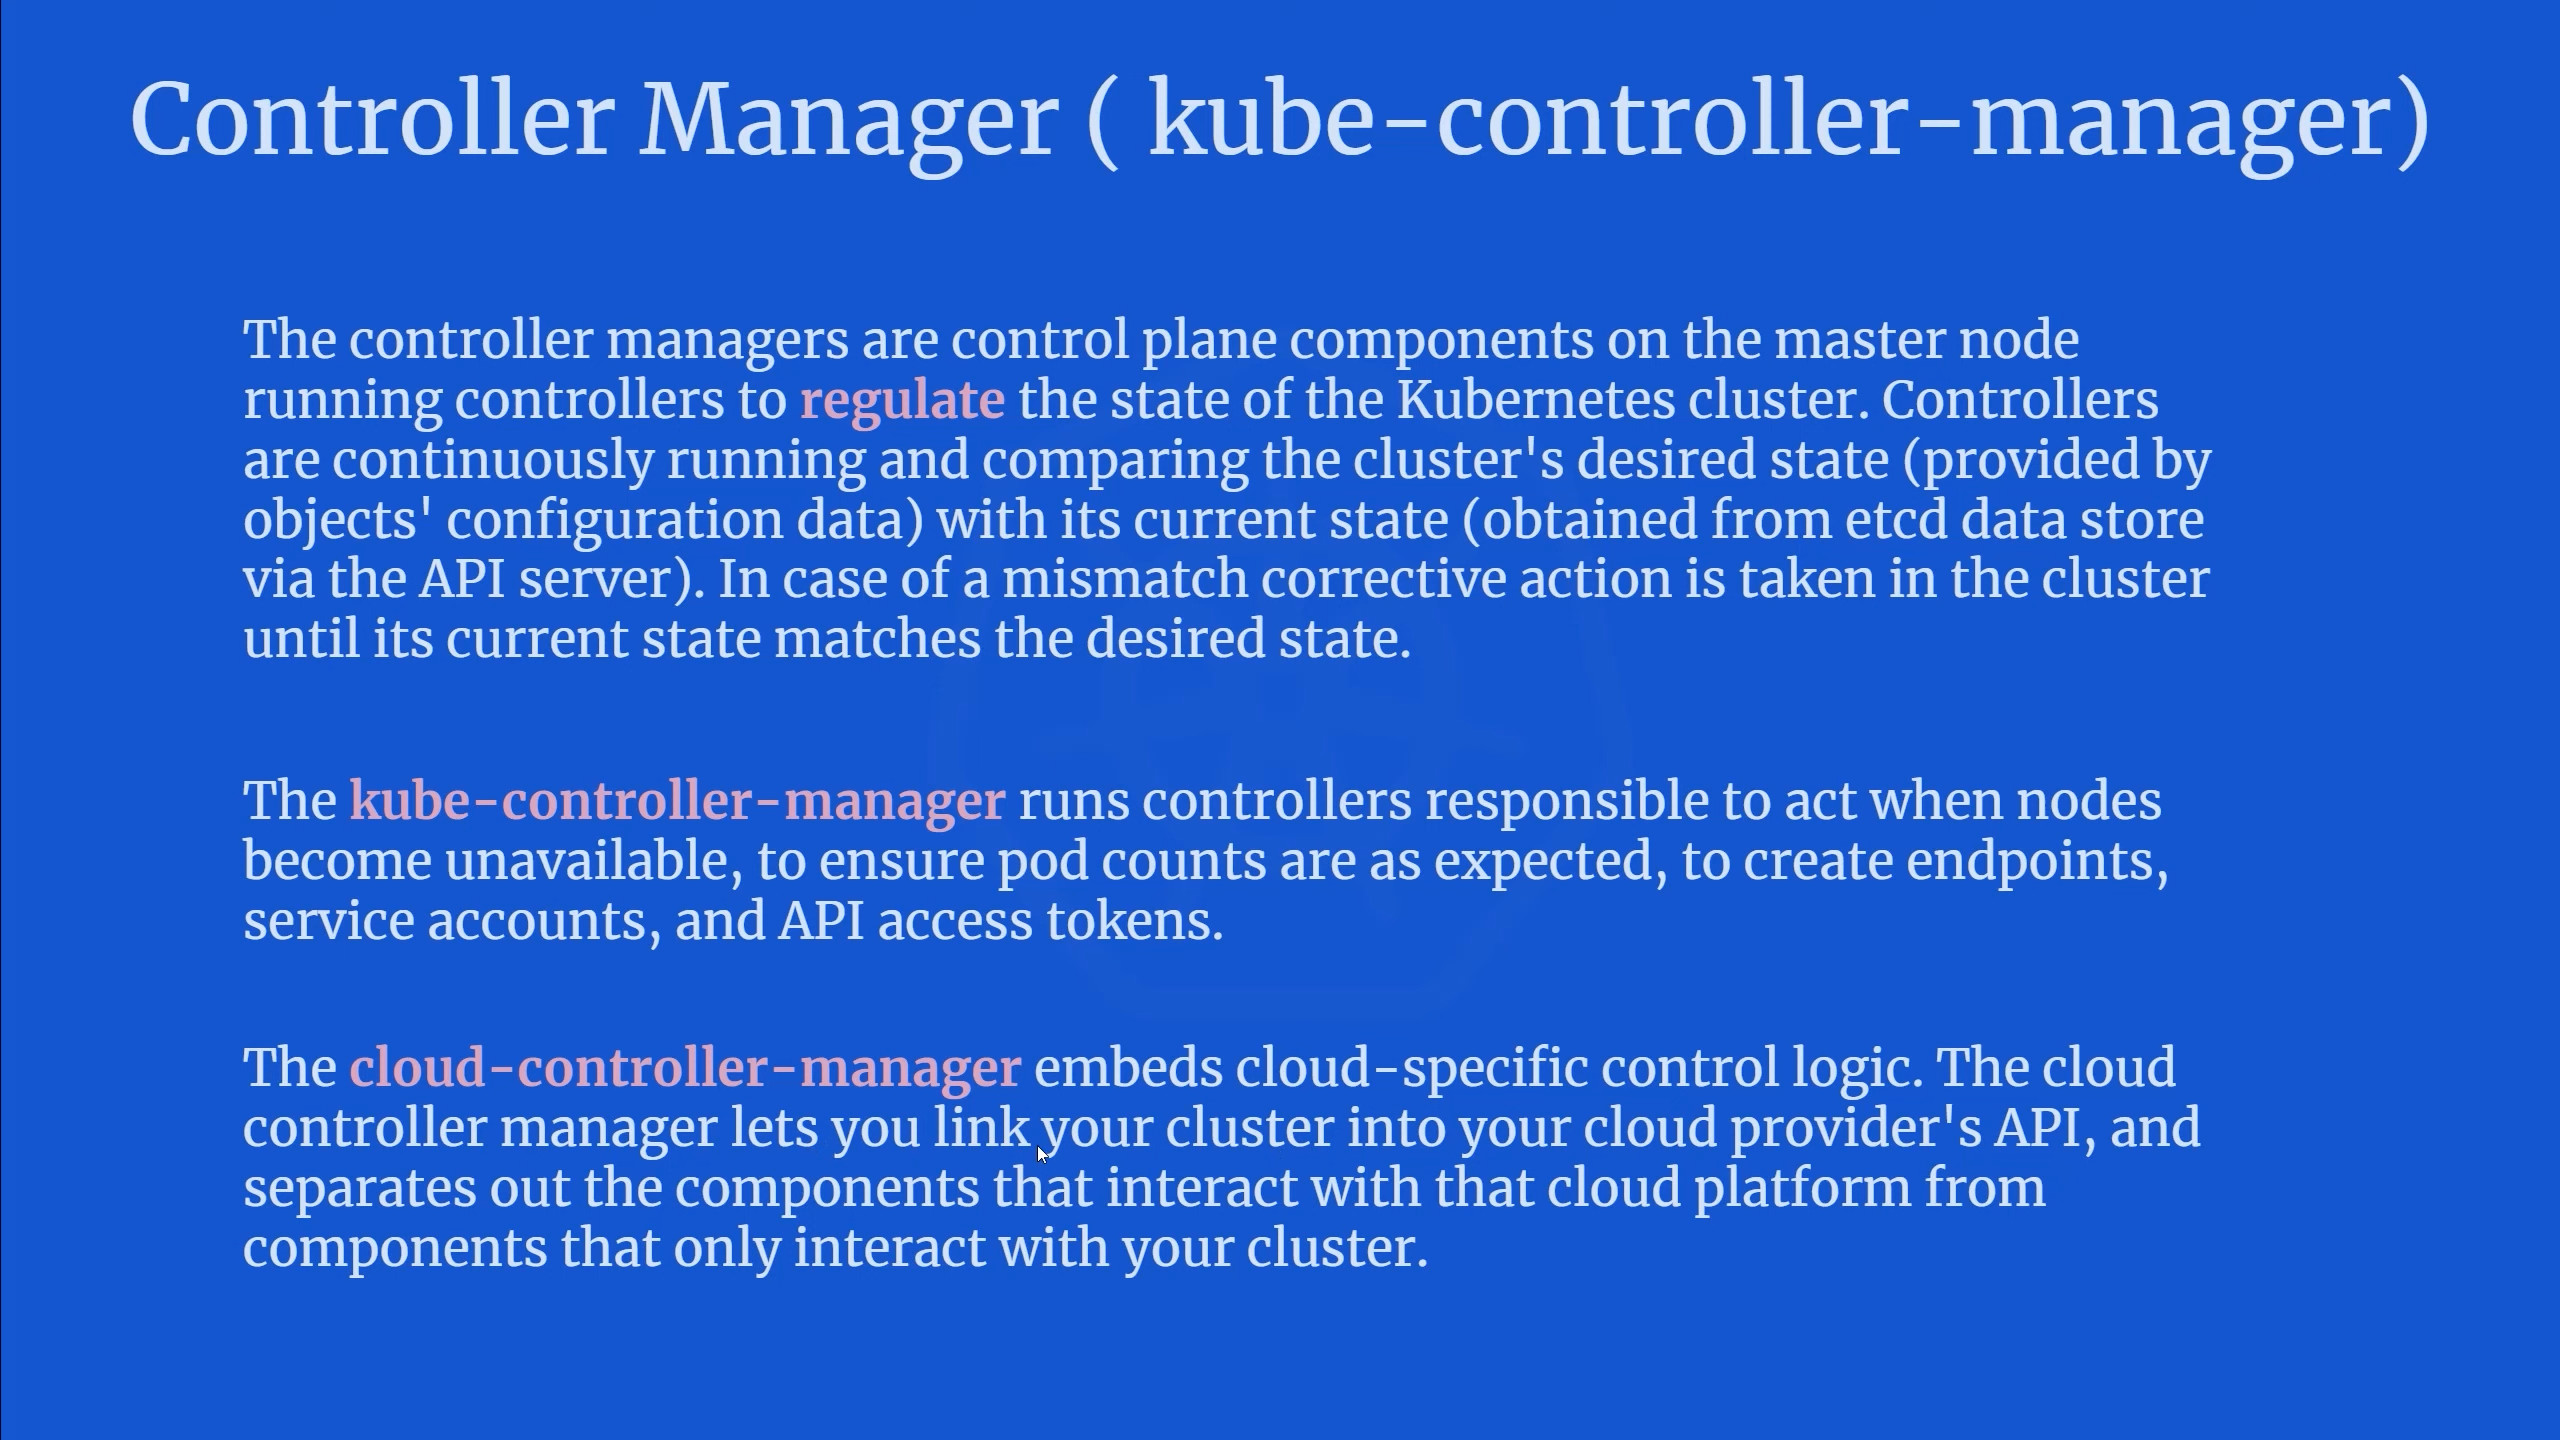 Controller Manager ( kube-controller-manager)
The controller managers are control plane components on the master node
running controllers to regulate the state of the Kubernetes cluster. Controllers
are continuously running and comparing the cluster's desired state (provided by
objects' configuration data) with its current state (obtained from etcd data store
via the API server). In case of a mismatch corrective action is taken in the cluster
until its current state matches the desired state.
The kube-controller-manager runs controllers responsible to act when nodes
become unavailable, to ensure pod counts are as expected, to create endpoints,
service accounts, and API access tokens.
The cloud-controller-manager embeds cloud-specific control logic. The cloud
controller manager lets you link your cluster into your cloud provider's API, and
separates out the components that interact with that cloud platform from
components that only interact with your cluster.